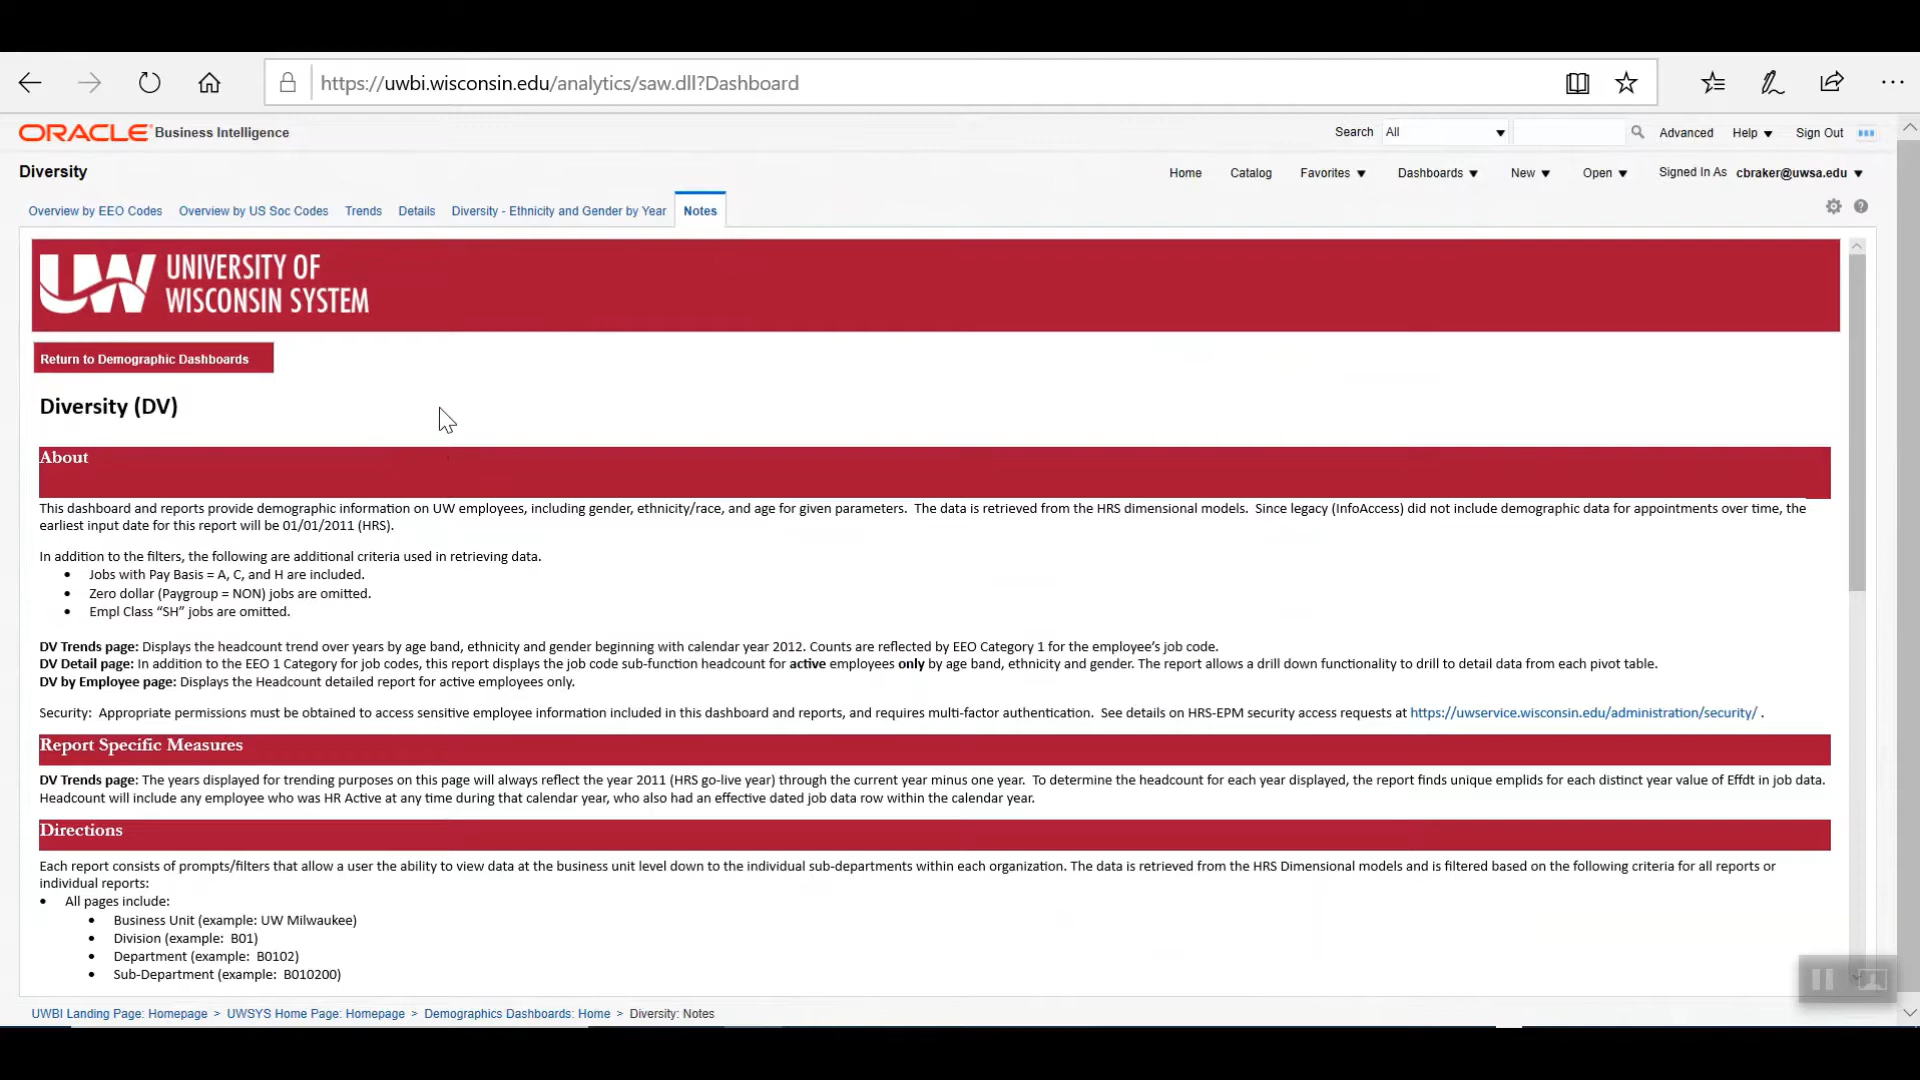 https://uwbi.wisconsin.edu/analytics/saw.dll?Dashboard
ORACLE Business Intelligence
Search All Advanced Help Sign Out
Diversity
Home Catalog Favorites Dashboards New Open Signed In As cbraker@uwsa.edu
Overview by EEO Codes Overview by US Soc Codes Trends Details Diversity - Ethnicity and Gender by Year Notes
UW UNIVERSITY OF
WISCONSIN SYSTEM
Return to Demographic Dashboards
Diversity (DV)
About
This dashboard and reports provide demographic information on UW employees, including gender, ethnicity/race, and age for given parameters. The data is retrieved from the HRS dimensional models. Since legacy (InfoAccess) did not include demographic data for appointments over time, the
earliest input date for this report will be 01/01/2011 (HRS).
In addition to the filters, the following are additional criteria used in retrieving data.
• Jobs with Pay Basis = A, C, and H are included.
• Zero dollar (Paygroup = NON) jobs are omitted.
• Empl Class “SH” jobs are omitted.
DV Trends page: Displays the headcount trend over years by age band, ethnicity and gender beginning with calendar year 2012. Counts are reflected by EEO Category 1 for the employee’s job code.
DV Detail page: In addition to the EEO 1 Category for job codes, this report displays the job code sub-function headcount for active employees only by age band, ethnicity and gender. The report allows a drill down functionality to drill to detail data from each pivot table.
DV by Employee page: Displays the Headcount detailed report for active employees only.
Security: Appropriate permissions must be obtained to access sensitive employee information included in this dashboard and reports, and requires multi-factor authentication. See details on HRS-EPM security access requests at https://uwservice.wisconsin.edu/administration/security/ .
Report Specific Measures
DV Trends page: The years displayed for trending purposes on this page will always reflect the year 2011 (HRS go-live year) through the current year minus one year. To determine the headcount for each year displayed, the report finds unique emplids for each distinct year value of Effdt in job data.
Headcount will include any employee who was HR Active at any time during that calendar year, who also had an effective dated job data row within the calendar year.
Directions
Each report consists of prompts/filters that allow a user the ability to view data at the business unit level down to the individual sub-departments within each organization. The data is retrieved from the HRS Dimensional models and is filtered based on the following criteria for all reports or
individual reports:
• All pages include:
• Business Unit (example: UW Milwaukee)
• Division (example: B01)
• Department (example: B0102)
• Sub-Department (example: B010200)
UWBI Landing Page: Homepage > UWSYS Home Page: Homepage > Demographics Dashboards: Home > Diversity: Notes